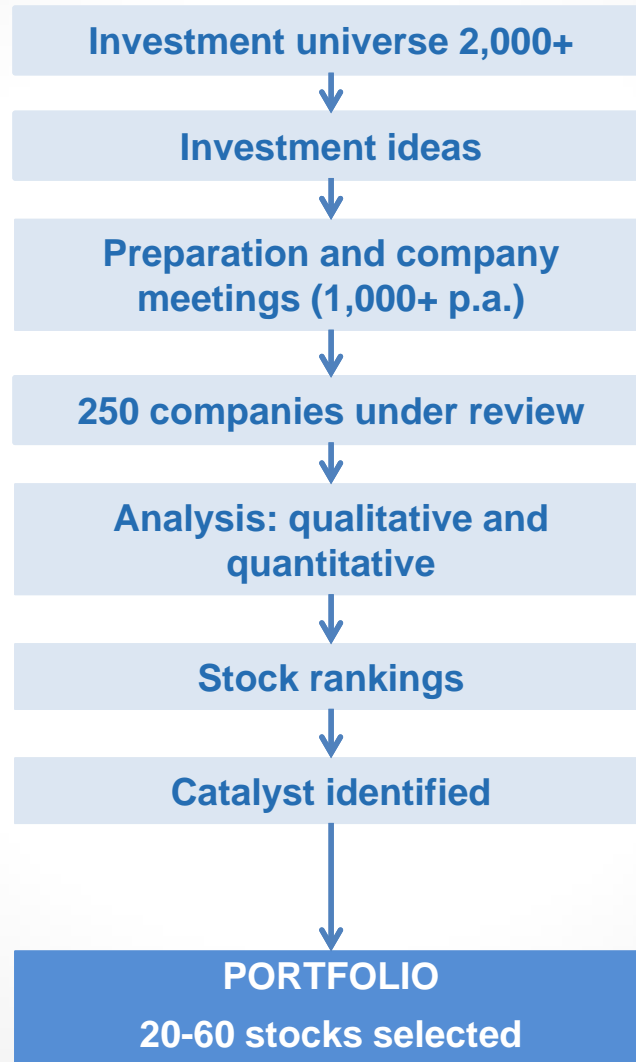 Investment universe 2,000+
Investment ideas
Preparation and company
meetings (1,000+ p.a.)
250 companies under review
Analysis: qualitative and
quantitative
Stock rankings
Catalyst identified
PORTFOLIO
20-60 stocks selected